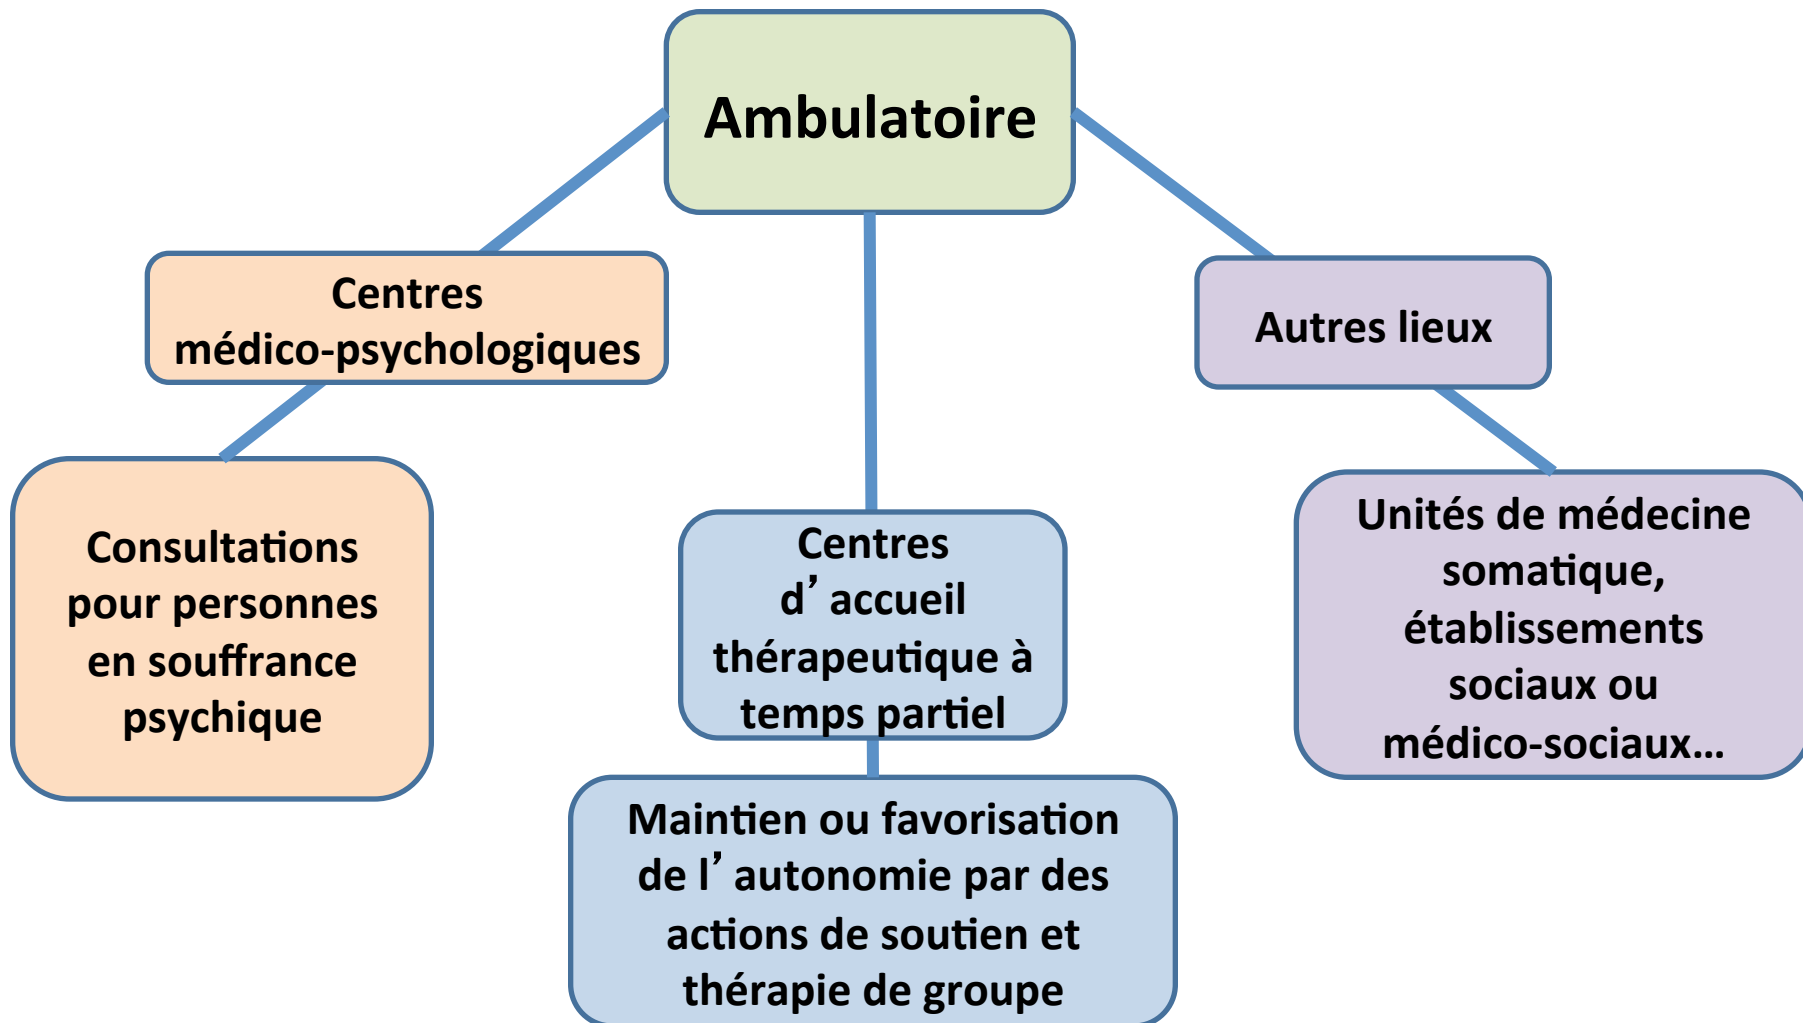 Ambulatoire
Centres
médico-psychologiques
Autres lieux
Consultations
pour personnes
en souffrance
psychique
Centres
d’ accueil
thérapeutique à
temps partiel
Unités de médecine
somatique,
établissements
sociaux ou
médico-sociaux…
Maintien ou favorisation
de l’ autonomie par des
actions de soutien et
thérapie de groupe